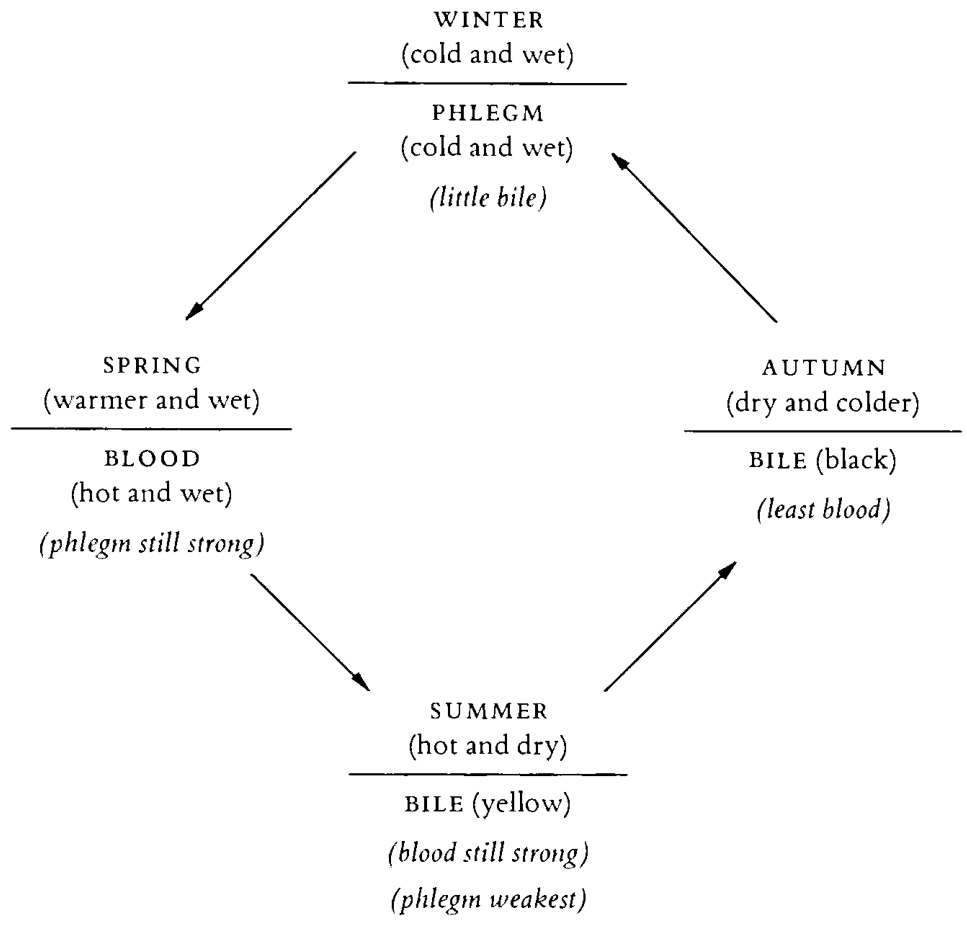 WINTER
(cold and wet)
PHLEGM
(cold and wet)
(little bile)
SPRING
(warmer and wet)
BLOOD
(hot and wet)
(phlegm still strong)
AUTUMN
(dry and colder)
BILE (black)
(least blood)
SUMMER
(hot and dry)
BILE (yellow)
(blood still strong)
(phlegm weakest)